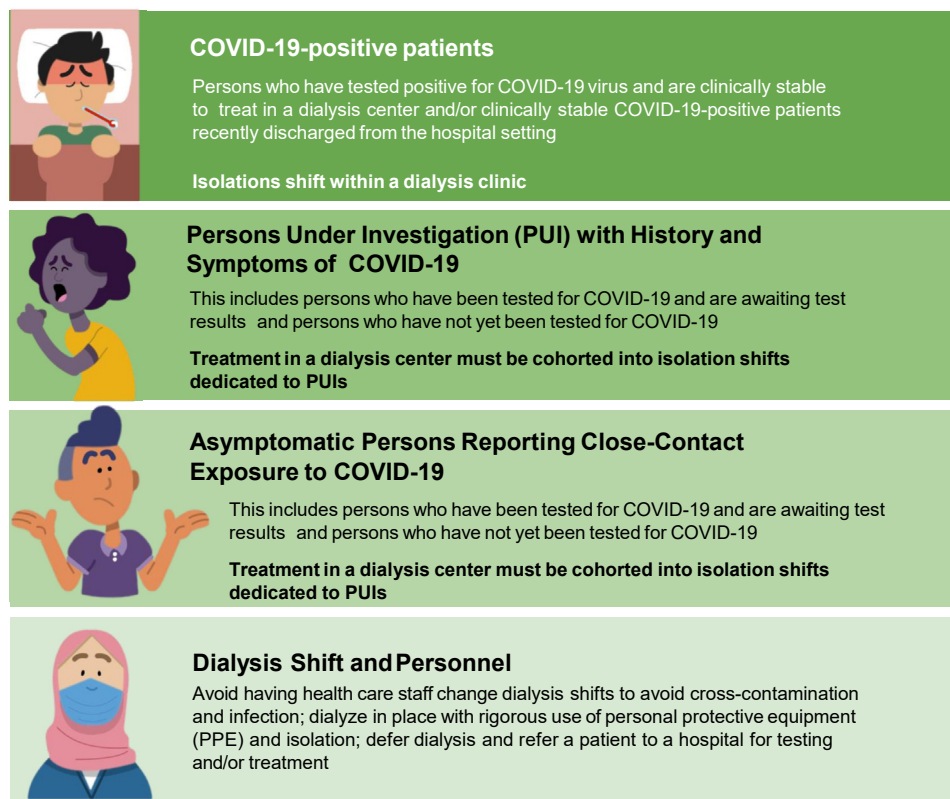 COVID-19-positive patients
Persons who have tested positive for COVID-19 virus and are clinically stable
to treat in a dialysis center and/or clinically stable COVID-19-positive patients
recently discharged from the hospital setting
Isolations shift within a dialysis clinic
Persons Under Investigation (PUI) with History and
Symptoms of COVID-19
This includes persons who have been tested for COVID-19 and are awaiting test
results and persons who have not yet been tested for COVID-19
Treatment in a dialysis center must be cohorted into isolation shifts
dedicated to PUIs
Asymptomatic Persons Reporting Close-Contact
Exposure to COVID-19
This includes persons who have been tested for COVID-19 and are awaiting test
results and persons who have not yet been tested for COVID-19
Treatment in a dialysis center must be cohorted into isolation shifts
dedicated to PUIs
Dialysis Shift and Personnel
Avoid having health care staff change dialysis shifts to avoid cross-contamination
and infection; dialyze in place with rigorous use of personal protective equipment
(PPE) and isolation; defer dialysis and refer a patient to a hospital for testing
and/or treatment